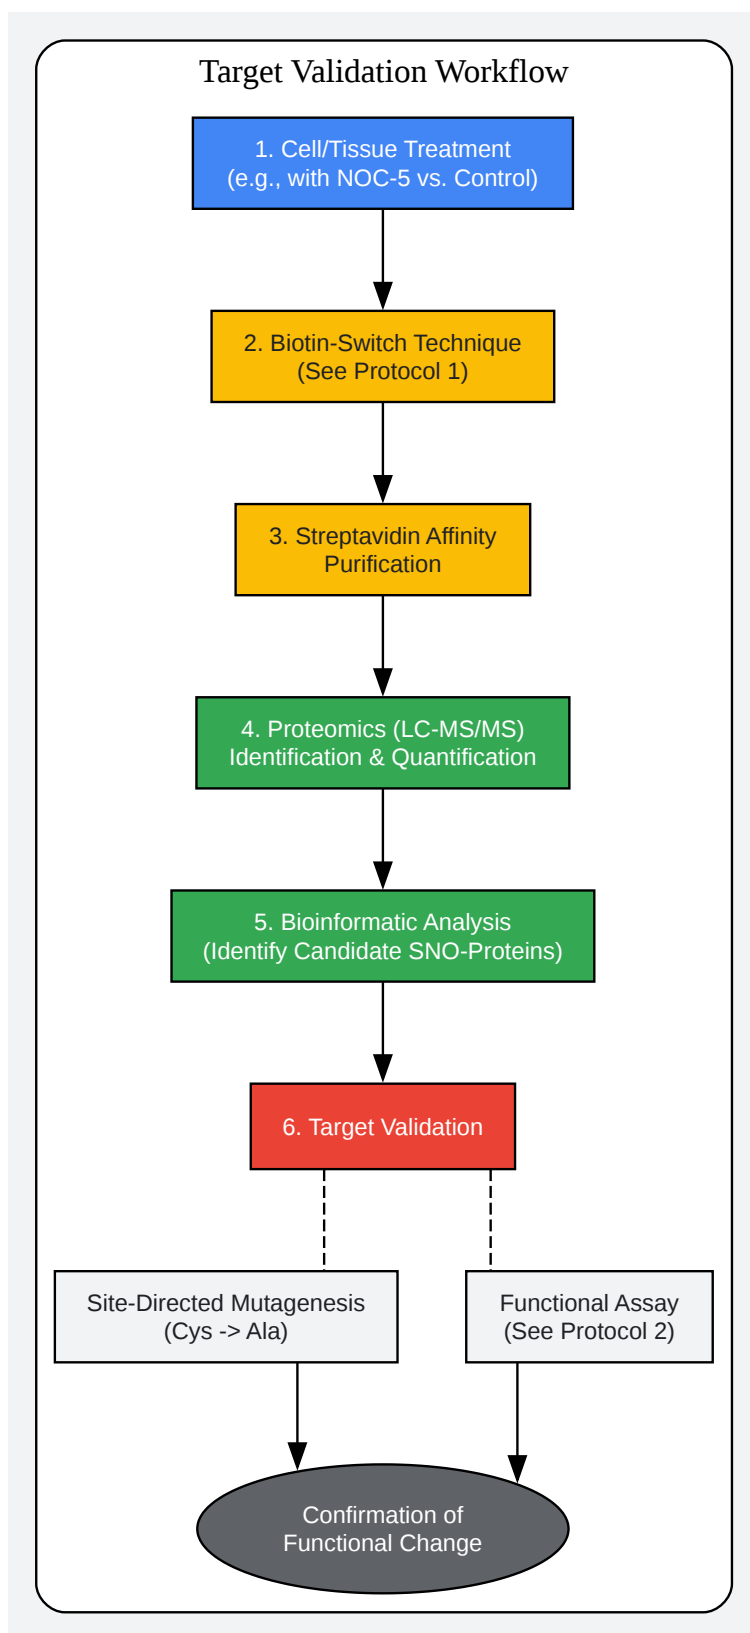 Target Validation Workflow
1. Cell/Tissue Treatment
(e.g., with NOC-5 vs. Control)
2. Biotin-Switch Technique
(See Protocol 1)
3. Streptavidin Affinity
Purification
4. Proteomics (LC-MS/MS)
Identification & Quantification
5. Bioinformatic Analysis
(Identify Candidate SNO-Proteins)
6. Target Validation
Site-Directed Mutagenesis
(Cys -> Ala)
Functional Assay
(See Protocol 2)
Confirmation of
Functional Change